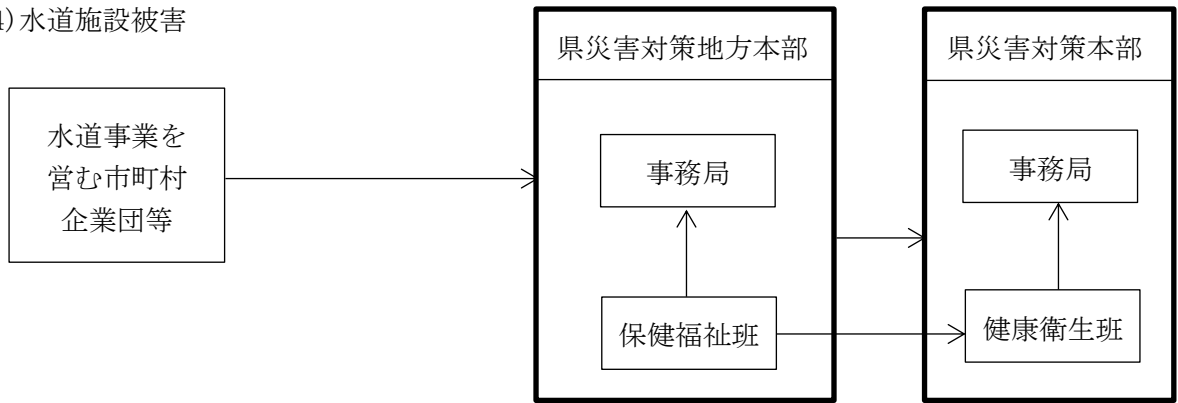 )水道施設被害
水道事業を
営む市町村
企業団等
県災害対策地方本部
事務局
保健福祉班
県災害対策本部
事務局
健康衛生班